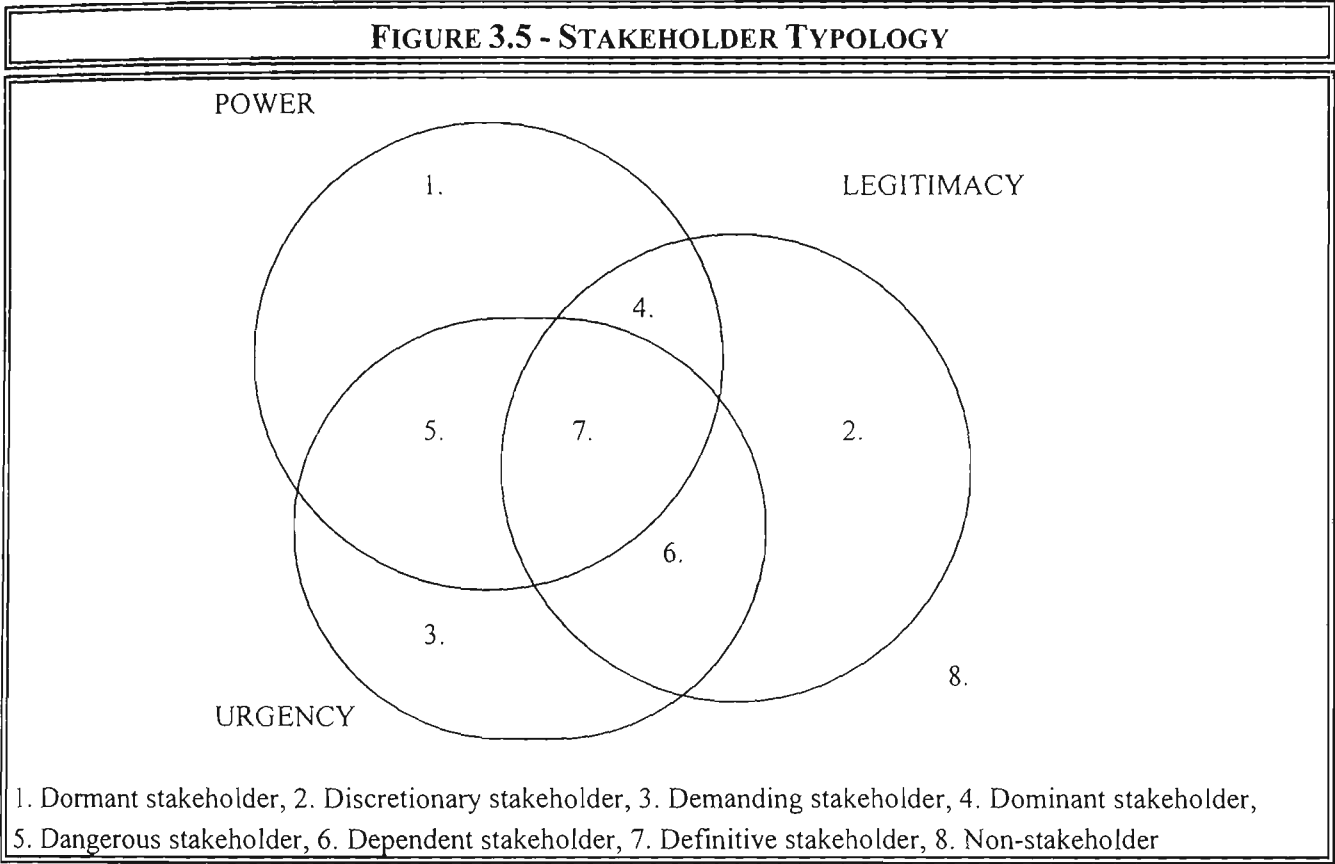 FIGURE 3.5 - STAKEHOLDER TYPOLOGY
POWER
1.
LEGITIMACY
4.
5.
7.
2.
6.
3.
8.
URGENCY
1. Dormant stakeholder, 2. Discretionary stakeholder, 3. Demanding stakeholder, 4. Dominant stakeholder,
5. Dangerous stakeholder, 6. Dependent stakeholder, 7. Definitive stakeholder, 8. Non-stakeholder